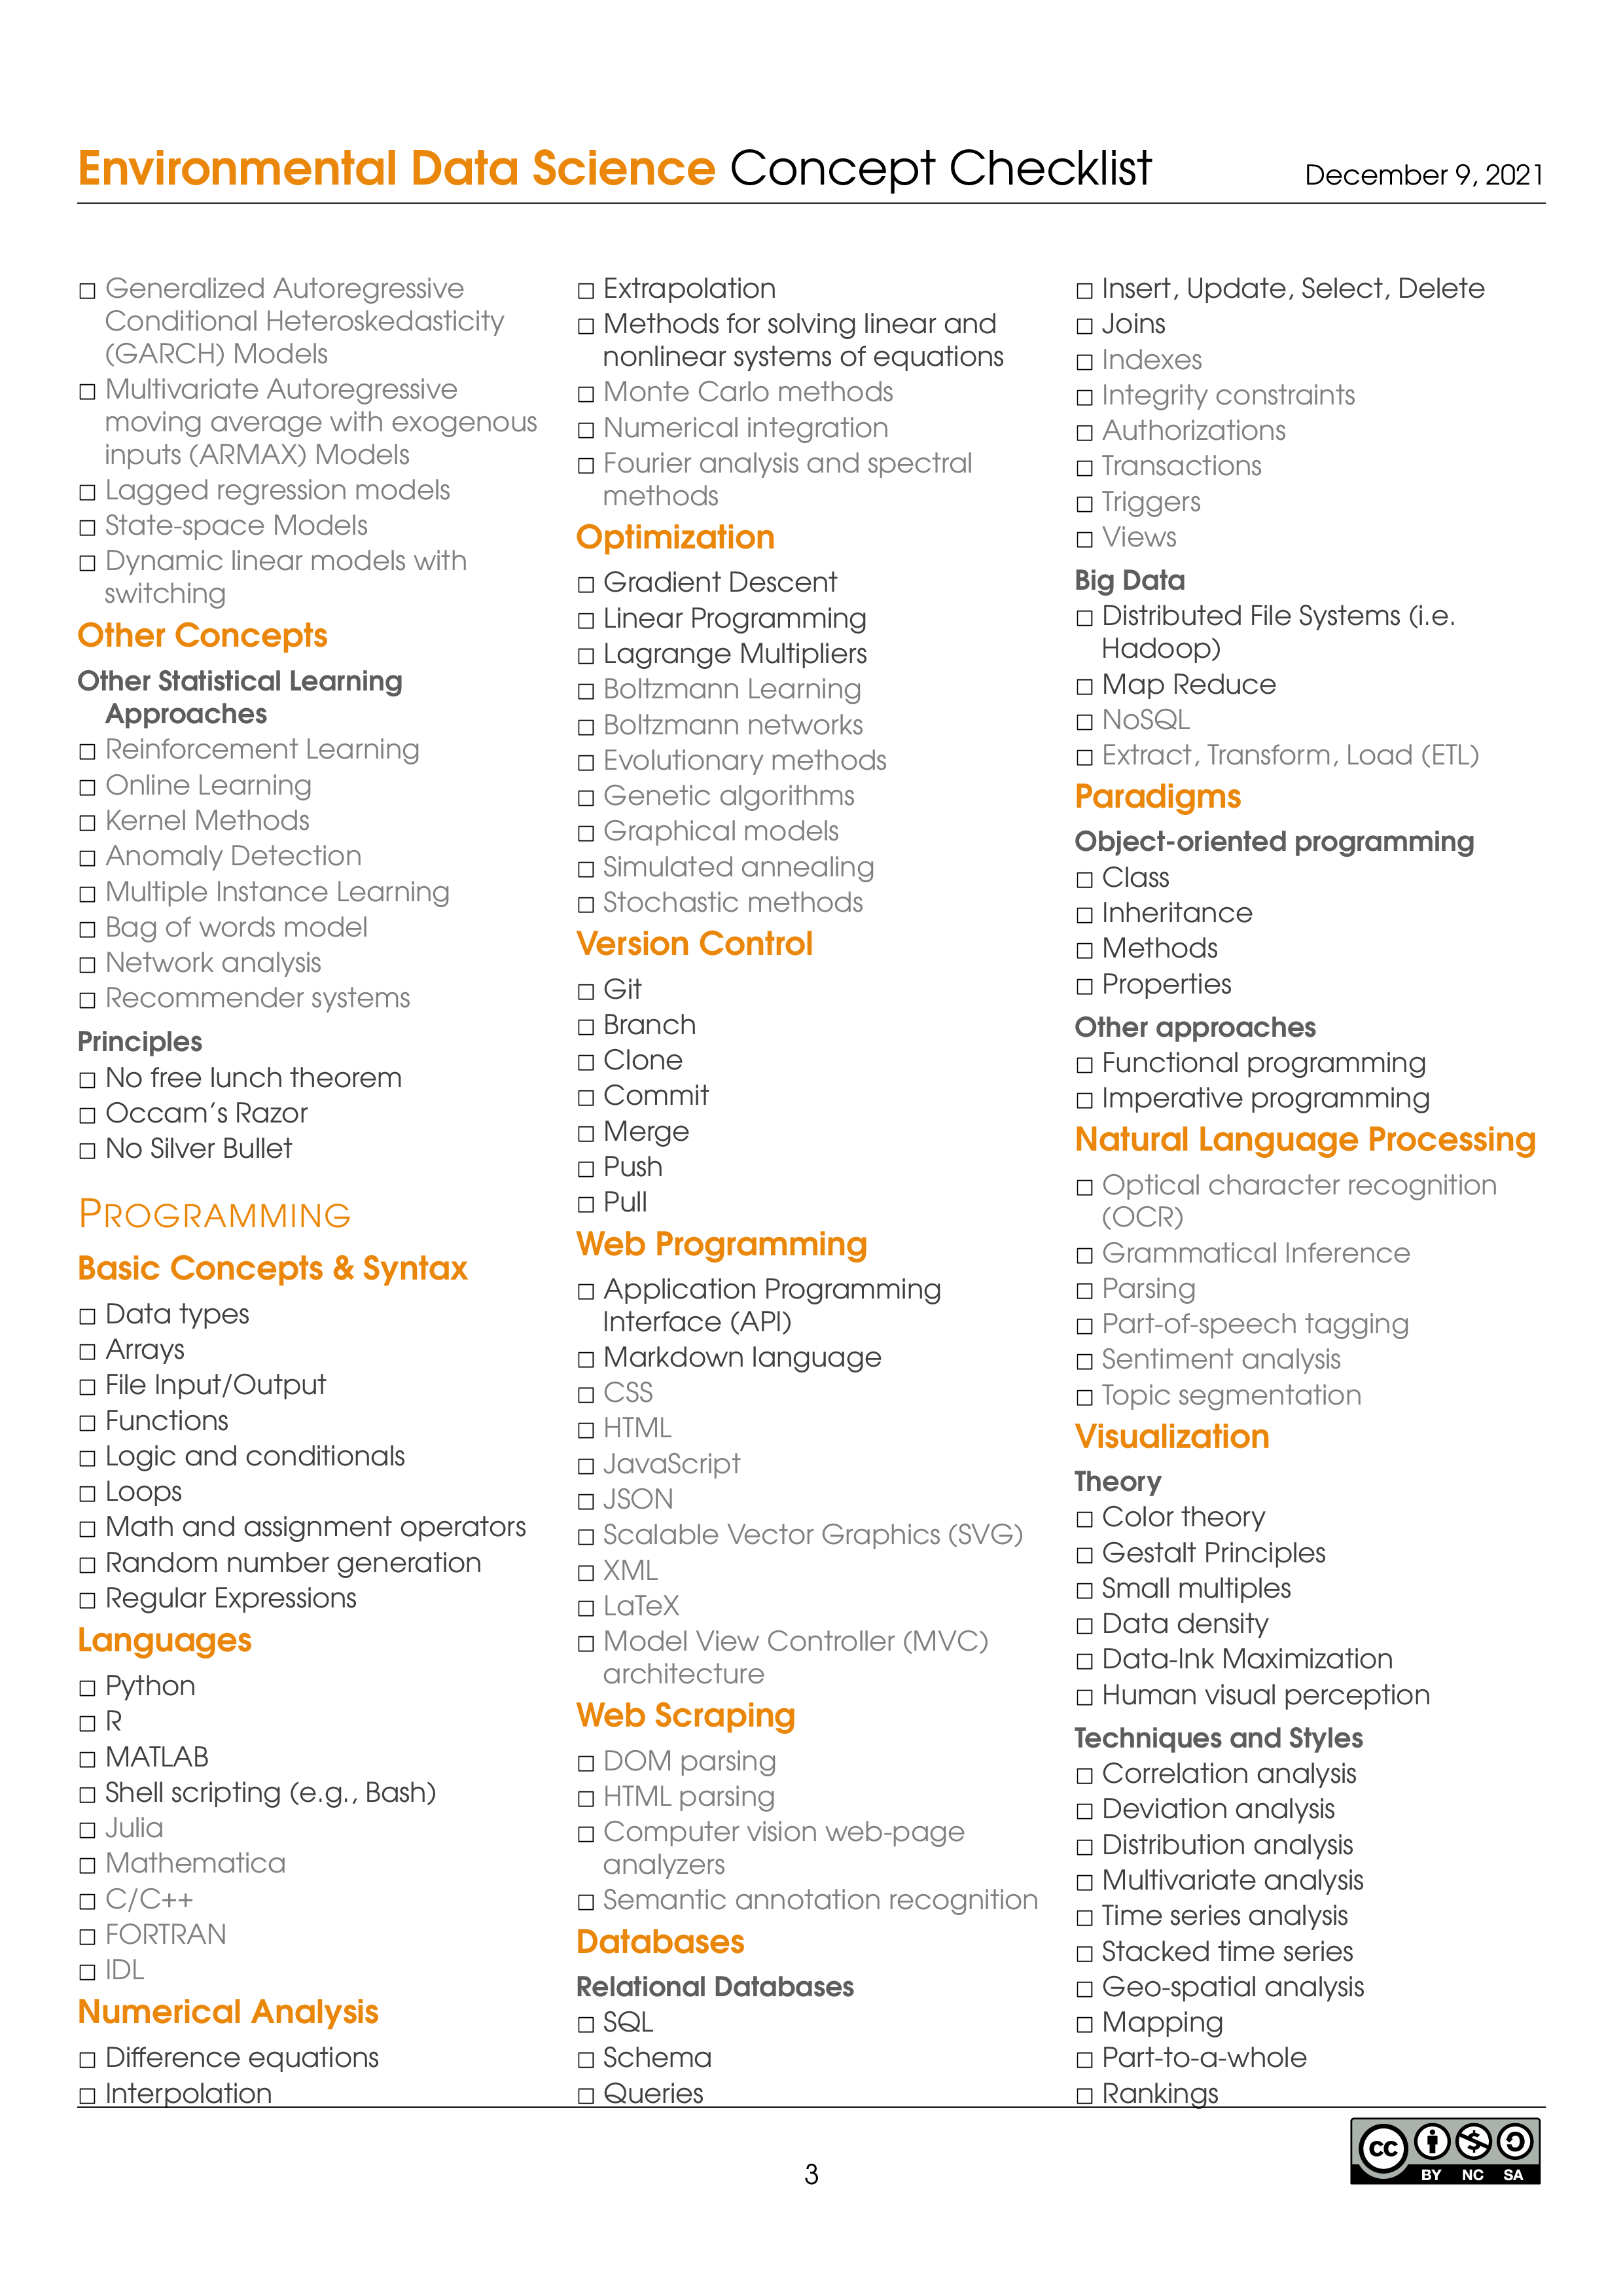 Environmental Data Science Concept Checklist
December 9, 2021
☐ Generalized Autoregressive
Conditional Heteroskedasticity
(GARCH) Models
☐ Multivariate Autoregressive
moving average with exogenous
inputs (ARMAX) Models
☐ Lagged regression models
☐ State-space Models
☐ Dynamic linear models with
switching
Other Concepts
Other Statistical Learning
Approaches
☐ Reinforcement Learning
☐ Online Learning
☐ Kernel Methods
☐ Anomaly Detection
☐ Multiple Instance Learning
☐ Bag of words model
☐ Network analysis
☐ Recommender systems
Principles
☐ No free lunch theorem
☐ Occam's Razor
☐ No Silver Bullet
PROGRAMMING
Basic Concepts & Syntax
☐ Data types
☐ Arrays
☐ File Input/Output
☐ Functions
☐ Logic and conditionals
☐ Loops
☐ Math and assignment operators
☐ Random number generation
☐ Regular Expressions
Languages
☐ Python
☐ R
☐ MATLAB
☐ Shell scripting (e.g., Bash)
☐ Julia
☐ Mathematica
☐ C/C++
☐ FORTRAN
☐ IDL
Numerical Analysis
☐ Difference equations
☐ Interpolation
☐ Extrapolation
☐ Methods for solving linear and
nonlinear systems of equations
☐ Monte Carlo methods
☐ Numerical integration
☐ Fourier analysis and spectral
methods
Optimization
☐ Gradient Descent
☐ Linear Programming
☐ Lagrange Multipliers
☐ Boltzmann Learning
☐ Boltzmann networks
☐ Evolutionary methods
☐ Genetic algorithms
☐ Graphical models
☐ Simulated annealing
☐ Stochastic methods
Version Control
☐ Git
☐ Branch
☐ Clone
☐ Commit
☐ Merge
☐ Push
☐ Pull
Web Programming
☐ Application Programming
Interface (API)
☐ Markdown language
☐ CSS
☐ HTML
☐ JavaScript
☐ JSON
☐ Scalable Vector Graphics (SVG)
☐ XML
☐ LaTeX
☐ Model View Controller (MVC)
architecture
Web Scraping
☐ DOM parsing
☐ HTML parsing
☐ Computer vision web-page
analyzers
☐ Semantic annotation recognition
Databases
Relational Databases
☐ SQL
☐ Schema
☐ Queries
☐ Insert, Update, Select, Delete
☐ Joins
☐ Indexes
☐ Integrity constraints
☐ Authorizations
☐ Transactions
☐ Triggers
☐ Views
Big Data
☐ Distributed File Systems (i.e.
Hadoop)
☐ Map Reduce
☐ NoSQL
☐ Extract, Transform, Load (ETL)
Paradigms
Object-oriented programming
☐ Class
☐ Inheritance
☐ Methods
☐ Properties
Other approaches
☐ Functional programming
☐ Imperative programming
Natural Language Processing
☐ Optical character recognition
(OCR)
☐ Grammatical Inference
☐ Parsing
☐ Part-of-speech tagging
☐ Sentiment analysis
☐ Topic segmentation
Visualization
Theory
☐ Color theory
☐ Gestalt Principles
☐ Small multiples
☐ Data density
☐ Data-Ink Maximization
☐ Human visual perception
Techniques and Styles
☐ Correlation analysis
☐ Deviation analysis
☐ Distribution analysis
☐ Multivariate analysis
☐ Time series analysis
☐ Stacked time series
☐ Geo-spatial analysis
☐ Mapping
☐ Part-to-a-whole
☐ Rankings
3
cc
BY NC SA